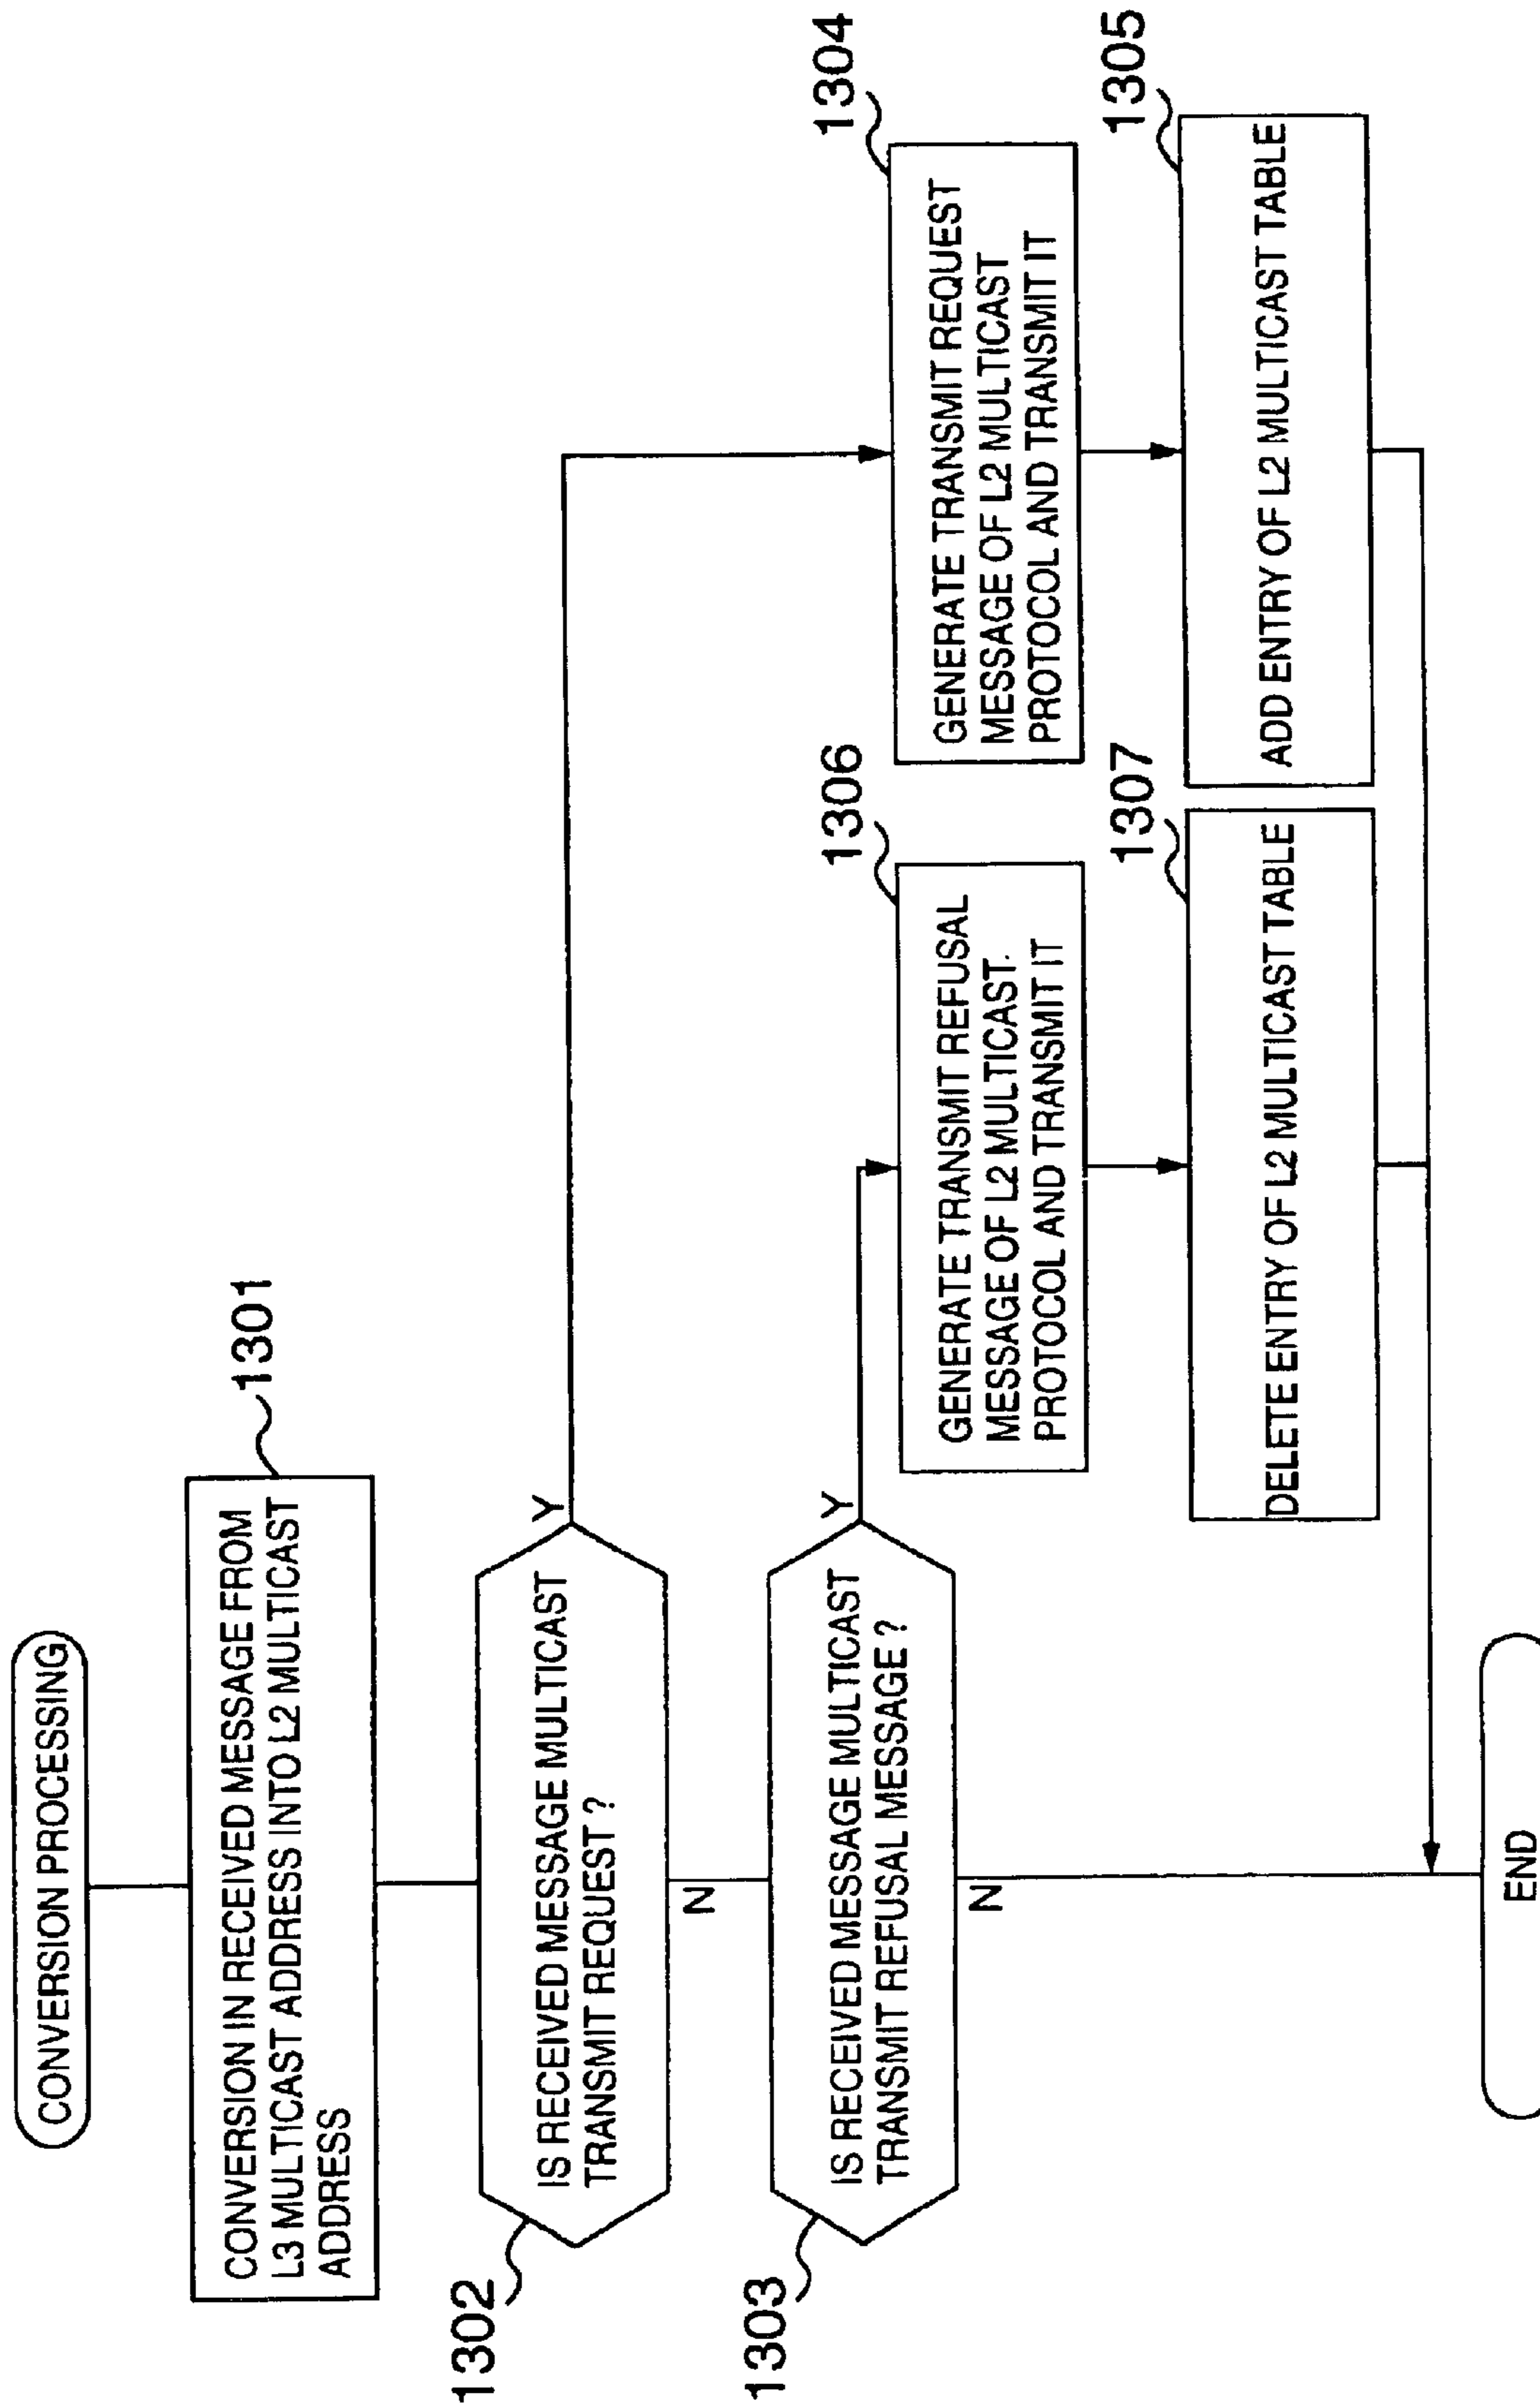 CONVERSION PROCESSING
1301
CONVERSION IN RECEIVED MESSAGE FROM
L3 MULTICAST ADDRESS INTO L2 MULTICAST
ADDRESS
1302
IS RECEIVED MESSAGE MULTICAST
TRANSMIT REQUEST ?
Y
N
1303
IS RECEIVED MESSAGE MULTICAST
TRANSMIT REFUSAL MESSAGE ?
Y
N
1306
GENERATE TRANSMIT REFUSAL
MESSAGE OF L2 MULTICAST
PROTOCOL AND TRANSMIT IT
1304
GENERATE TRANSMIT REQUEST
MESSAGE OF L2 MULTICAST
PROTOCOL AND TRANSMIT IT
1307
DELETE ENTRY OF L2 MULTICAST TABLE
1305
ADD ENTRY OF L2 MULTICAST TABLE
END